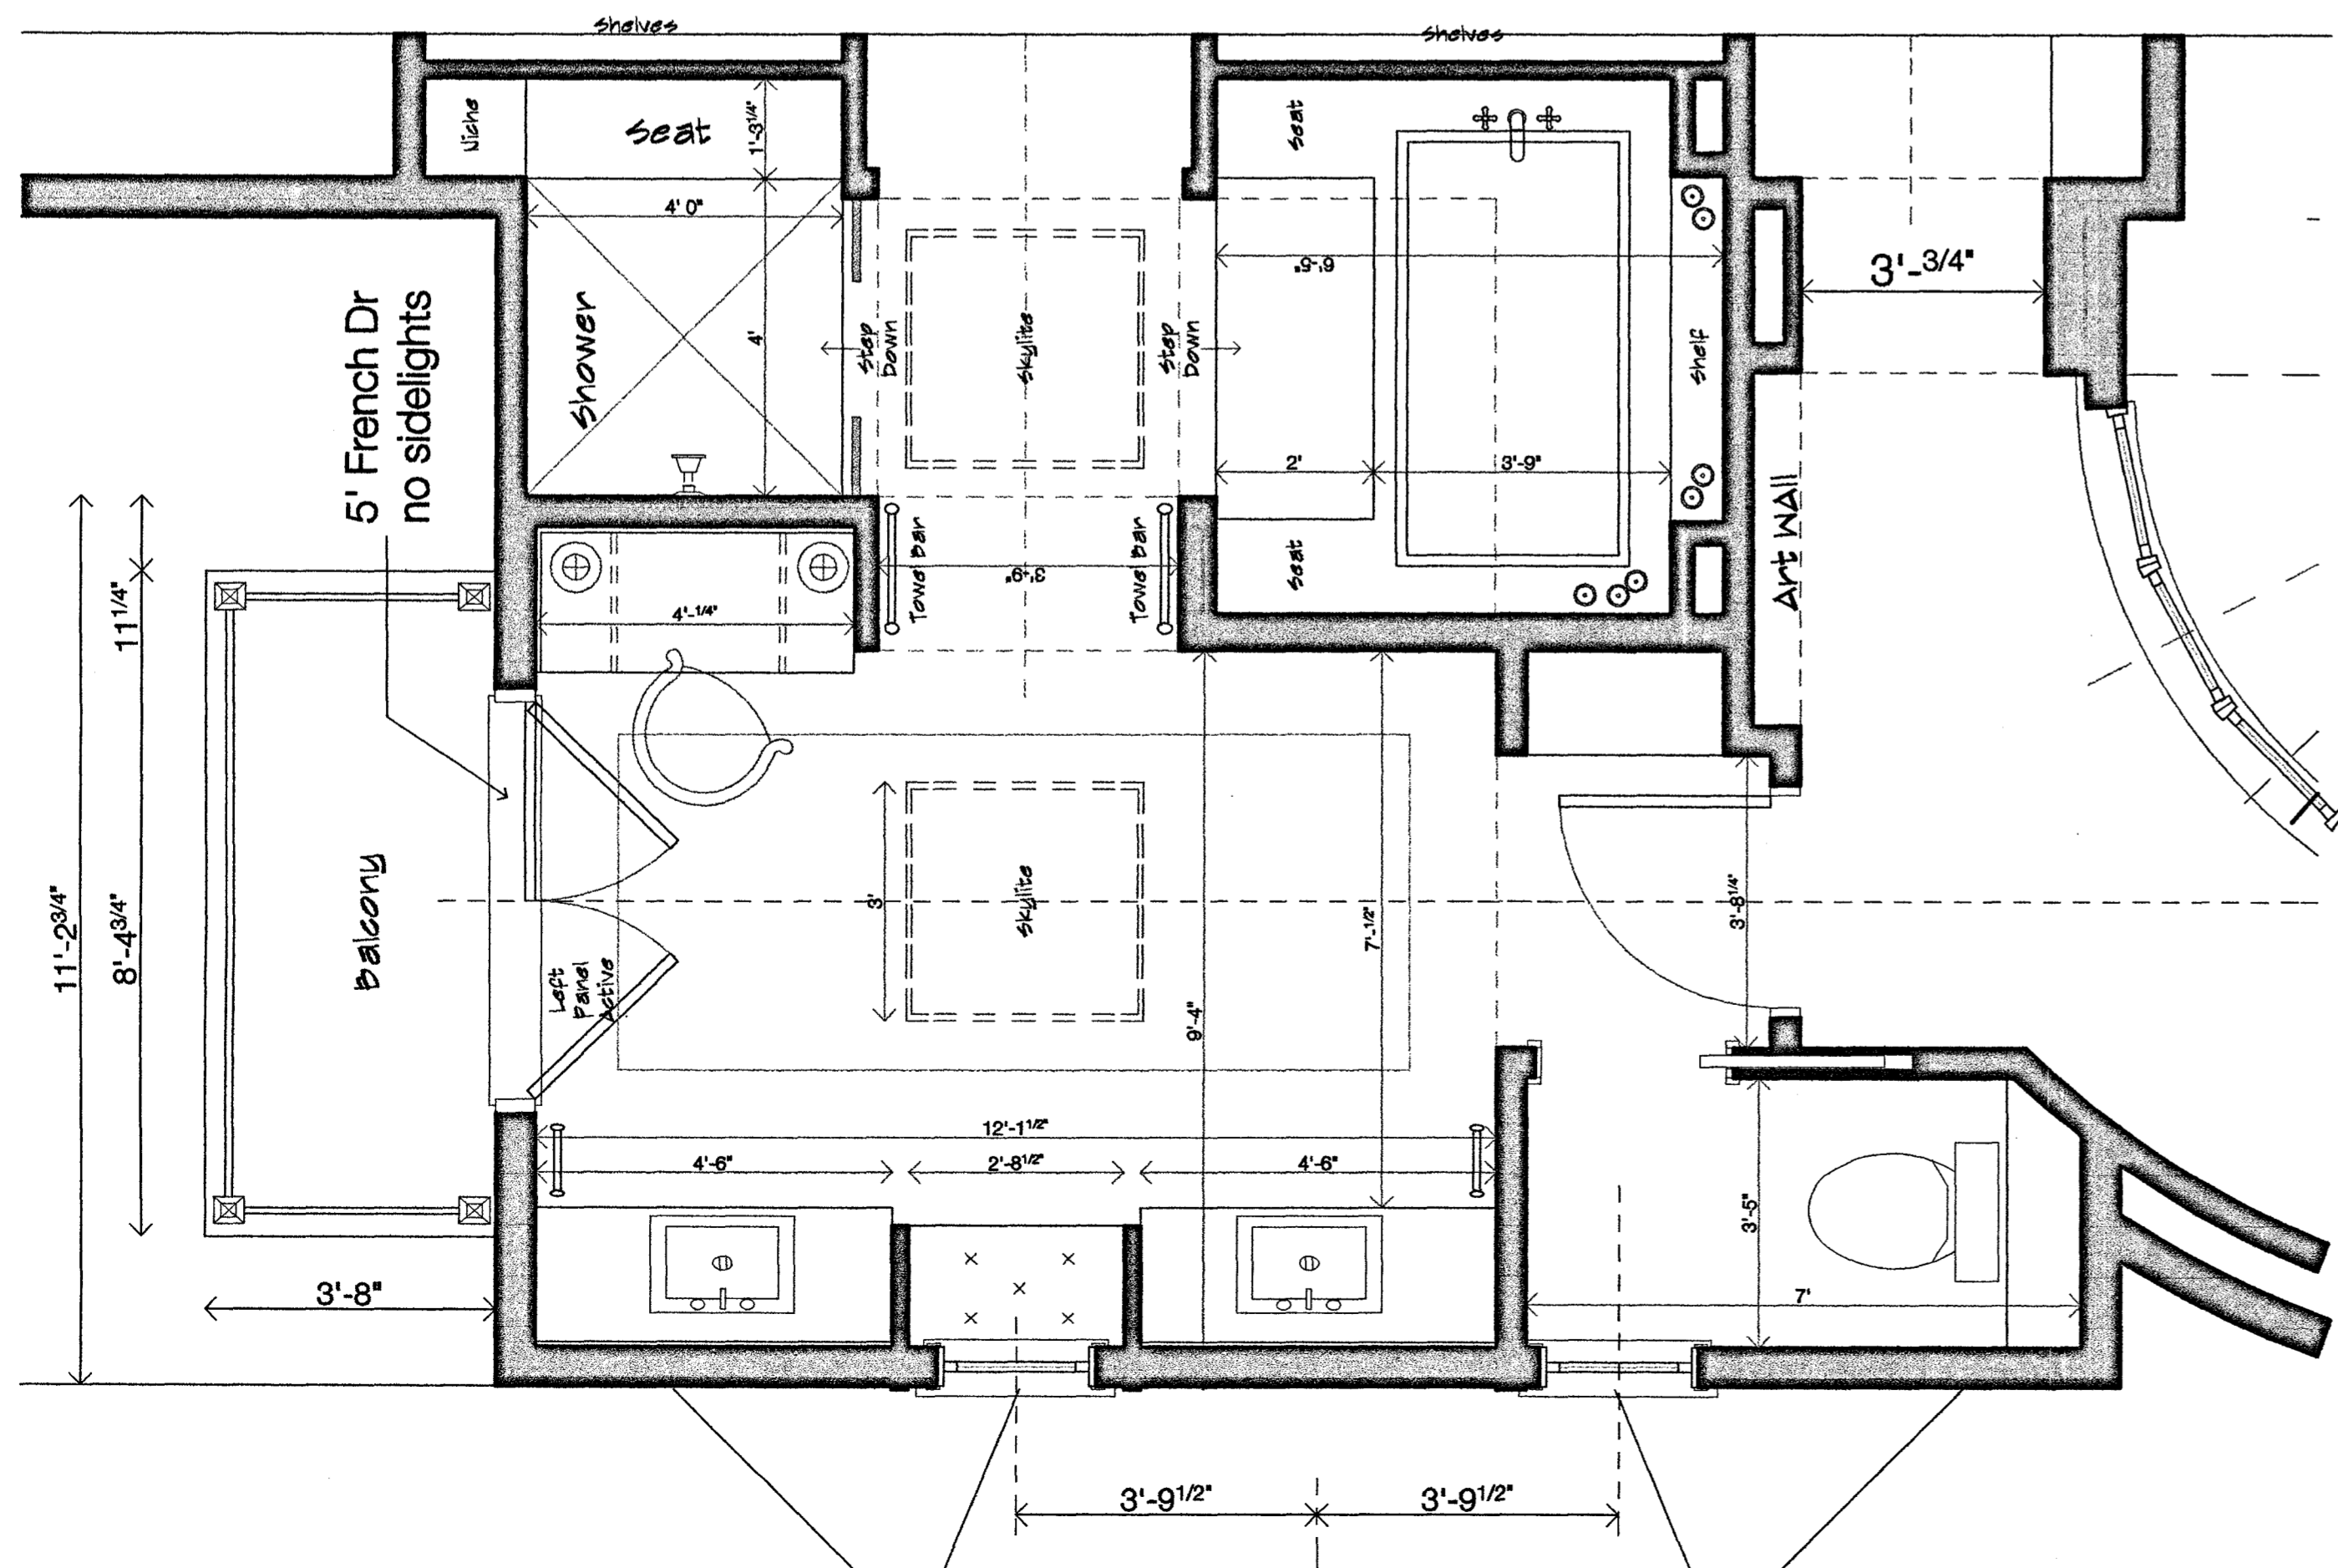 Shelves
Shelves
Niche
Seat
1'-3 1/4"
Seat
4' 0"
6'-5"
3'-3/4"
5' French Dr
no sidelights
Shower
4'
Step
Down
Skylite
Step
Down
Shelf
2'
3'-9"
Art Wall
Towel Bar
Towel Bar
3'-9"
Seat
11 1/4"
4'-1/4"
11'-2 3/4"
8'-4 3/4"
Balcony
Left
Panel
Active
3'
Skylite
7'-1/2"
9'-4"
3'-8 1/4"
12'-1 1/2"
4'-6"
2'-8 1/2"
4'-6"
3'-5"
3'-8"
7'
3'-9 1/2"
3'-9 1/2"